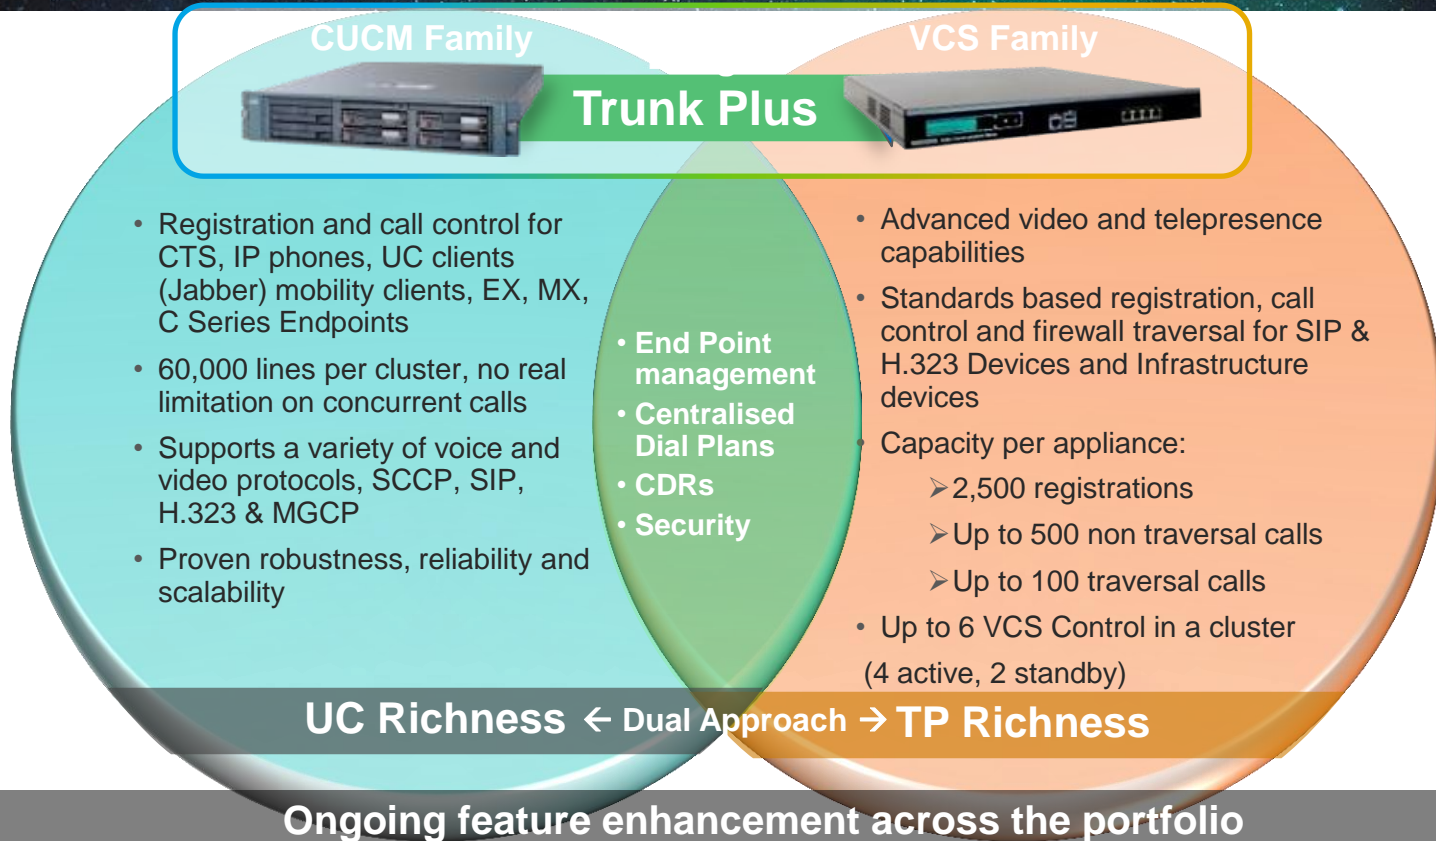 CUCM Family
VCS Family
Trunk Plus
• Registration and call control for
CTS, IP phones, UC clients
(Jabber) mobility clients, EX, MX,
C Series Endpoints
• 60,000 lines per cluster, no real
limitation on concurrent calls
• Supports a variety of voice and
video protocols, SCCP, SIP,
H.323 & MGCP
• Proven robustness, reliability and
scalability
• End Point
management
• Centralised
Dial Plans
• CDRs
• Security
• Advanced video and telepresence
capabilities
• Standards based registration, call
control and firewall traversal for SIP &
H.323 Devices and Infrastructure
devices
• Capacity per appliance:
➢2,500 registrations
➢Up to 500 non traversal calls
➢Up to 100 traversal calls
• Up to 6 VCS Control in a cluster
(4 active, 2 standby)
UC Richness ← Dual Approach → TP Richness
Ongoing feature enhancement across the portfolio